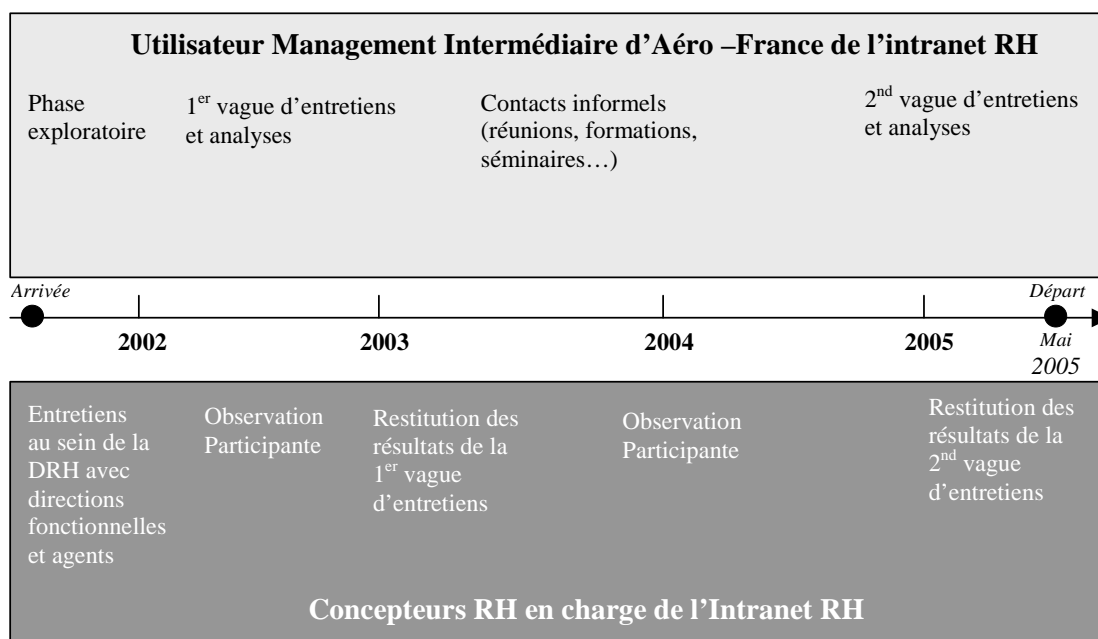 Utilisateur Management Intermédiaire d’Aéro –France de l’intranet RH
Phase
exploratoire
1er vague d’entretiens
et analyses
Contacts informels
(réunions, formations,
séminaires…)
2nd vague d’entretiens
et analyses
Arrivée
Départ
2002
2003
2004
2005
Mai
2005
Entretiens
au sein de la
DRH avec
directions
fonctionnelles
et agents
Observation
Participante
Restitution des
résultats de la
1er vague
d’entretiens
Observation
Participante
Restitution des
résultats de la
2nd vague
d’entretiens
Concepteurs RH en charge de l’Intranet RH